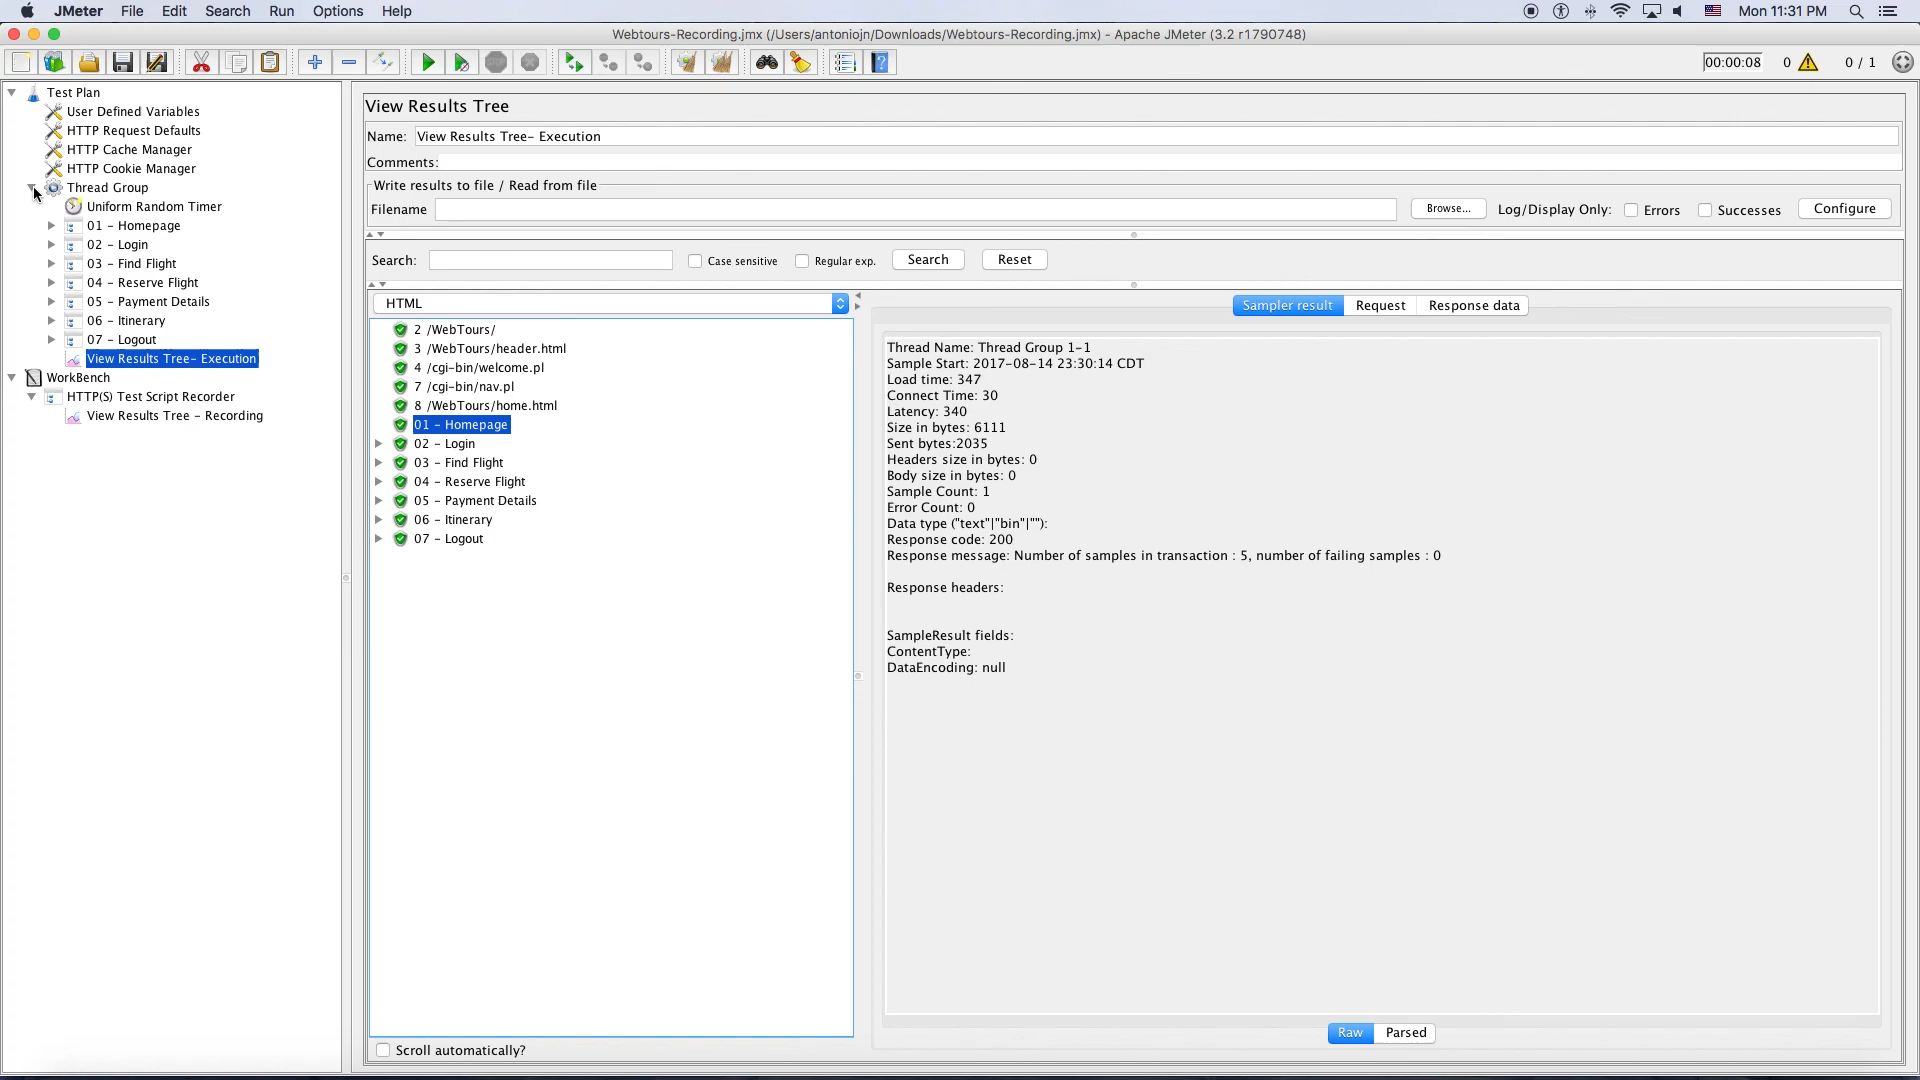 JMeter File Edit Search Run Options Help Mon 11:31 PM
Webtours-Recording.jmx (/Users/antoniojn/Downloads/Webtours-Recording.jmx) - Apache JMeter (3.2 r1790748)
00:00:08 0 0 / 1
Test Plan
User Defined Variables
HTTP Request Defaults
HTTP Cache Manager
HTTP Cookie Manager
Thread Group
Uniform Random Timer
01 - Homepage
02 - Login
03 - Find Flight
04 - Reserve Flight
05 - Payment Details
06 - Itinerary
07 - Logout
View Results Tree- Execution
WorkBench
HTTP(S) Test Script Recorder
View Results Tree - Recording
View Results Tree
Name: View Results Tree- Execution
Comments:
Write results to file / Read from file
Filename Browse... Log/Display Only: Errors Successes Configure
Search: Case sensitive Regular exp. Search Reset
HTML
2 /WebTours/
3 /WebTours/header.html
4 /cgi-bin/welcome.pl
7 /cgi-bin/nav.pl
8 /WebTours/home.html
01 - Homepage
02 - Login
03 - Find Flight
04 - Reserve Flight
05 - Payment Details
06 - Itinerary
07 - Logout
Scroll automatically?
Sampler result Request Response data
Thread Name: Thread Group 1-1
Sample Start: 2017-08-14 23:30:14 CDT
Load time: 347
Connect Time: 30
Latency: 340
Size in bytes: 6111
Sent bytes:2035
Headers size in bytes: 0
Body size in bytes: 0
Sample Count: 1
Error Count: 0
Data type ("text"|"bin"|""):
Response code: 200
Response message: Number of samples in transaction : 5, number of failing samples : 0
Response headers:
SampleResult fields:
ContentType:
DataEncoding: null
Raw Parsed